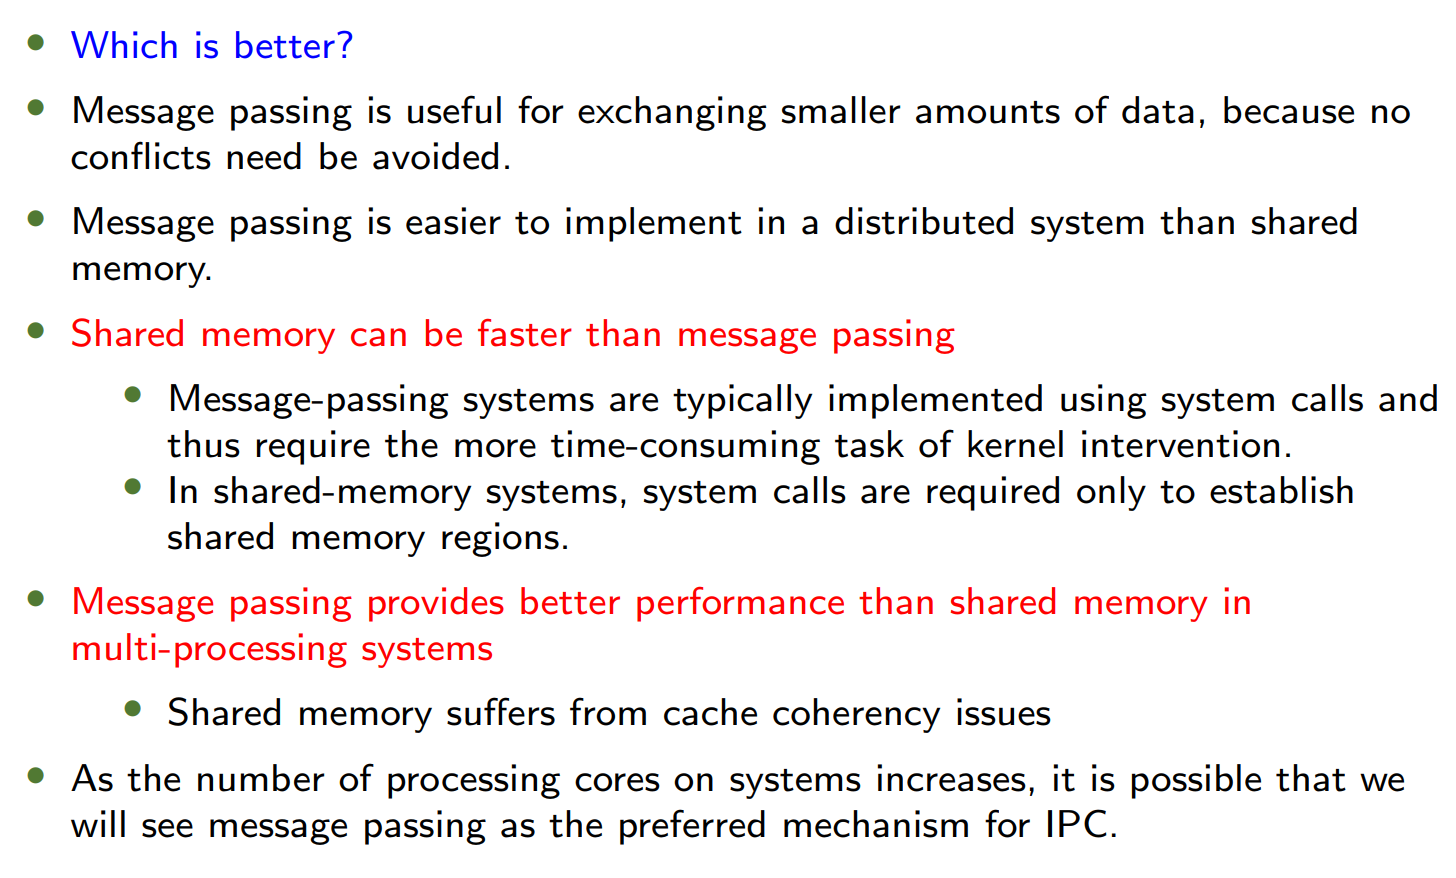 • Which is better?
• Message passing is useful for exchanging smaller amounts of data, because no
conflicts need be avoided.
• Message passing is easier to implement in a distributed system than shared
memory.
• Shared memory can be faster than message passing
• Message-passing systems are typically implemented using system calls and
thus require the more time-consuming task of kernel intervention.
• In shared-memory systems, system calls are required only to establish
shared memory regions.
• Message passing provides better performance than shared memory in
multi-processing systems
• Shared memory suffers from cache coherency issues
• As the number of processing cores on systems increases, it is possible that we
will see message passing as the preferred mechanism for IPC.